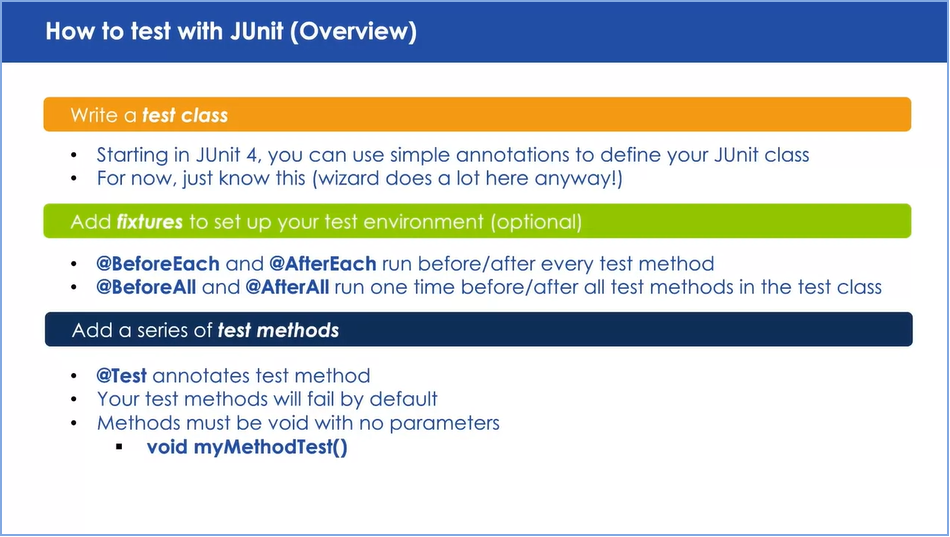 How to test with JUnit (Overview)
Write a test class
• Starting in JUnit 4, you can use simple annotations to define your JUnit class
• For now, just know this (wizard does a lot here anyway!)
Add fixtures to set up your test environment (optional)
• @BeforeEach and @AfterEach run before/after every test method
• @BeforeAll and @AfterAll run one time before/after all test methods in the test class
Add a series of test methods
• @Test annotates test method
• Your test methods will fail by default
• Methods must be void with no parameters
▪ void myMethodTest()